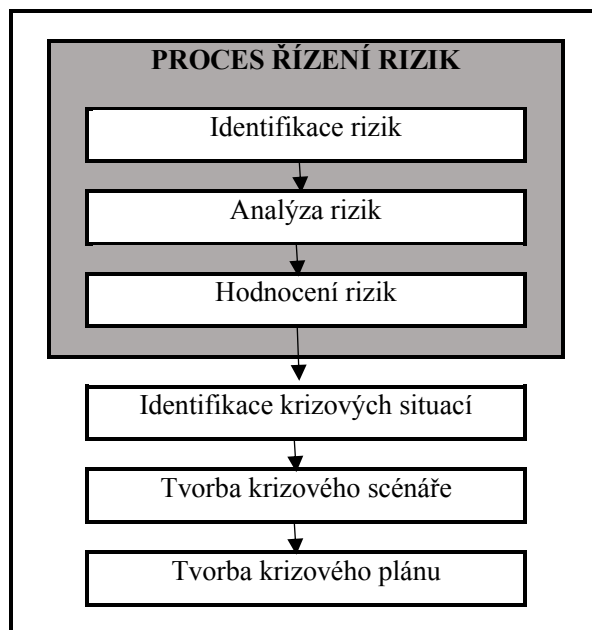 PROCES ŘÍZENÍ RIZIK
Identifikace rizik
Analýza rizik
Hodnocení rizik
Identifikace krizových situací
Tvorba krizového scénáře
Tvorba krizového plánu